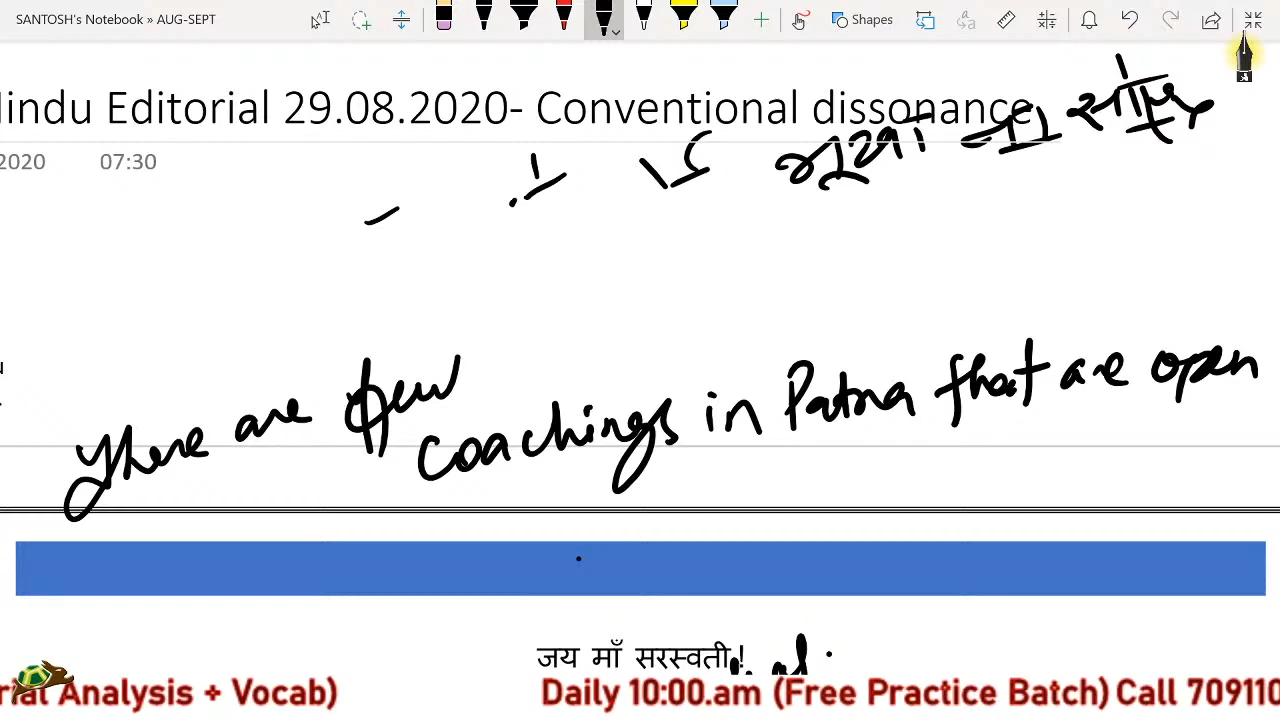 SANTOSH's Notebook » AUG-SEPT
Shapes
Hindu Editorial 29.08.2020- Conventional dissonance
2020 07:30
There are few coachings in Patna that are open
जय माँ सरस्वती !
rial Analysis + Vocab) Daily 10:00.am (Free Practice Batch) Call 709110